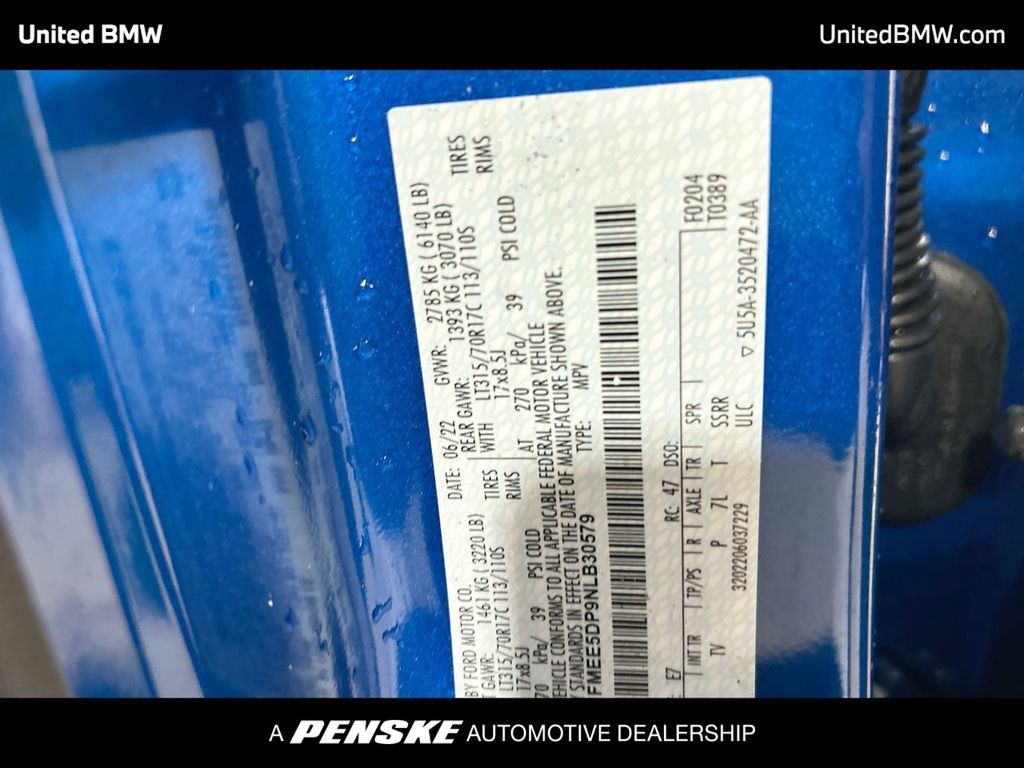 United BMW
UnitedBMW.com
BY FORD MOTOR CO. DATE: 06/22 GVWR: 2785 KG ( 6140 LB)
GAWR: 1461 KG ( 3220 LB) REAR GAWR: 1393 KG ( 3070 LB)
LT315/70R17C 113/110S TIRES WITH LT315/70R17C 113/110S TIRES
17x8.5J RIMS 17x8.5J RIMS
kPa/ 39 PSI COLD AT 270 kPa/ 39 PSI COLD
VEHICLE CONFORMS TO ALL APPLICABLE FEDERAL MOTOR VEHICLE
STANDARDS IN EFFECT ON THE DATE OF MANUFACTURE SHOWN ABOVE.
FMEE5DP9NLB30579 TYPE: MPV
E7 RC: 47 DSO: F0204
INT TR TP/PS R AXLE TR SPR T0389
TV P 7L T SSRR
3202206037229 ULC ▽ 5U5A-3520472-AA
A PENSKE AUTOMOTIVE DEALERSHIP